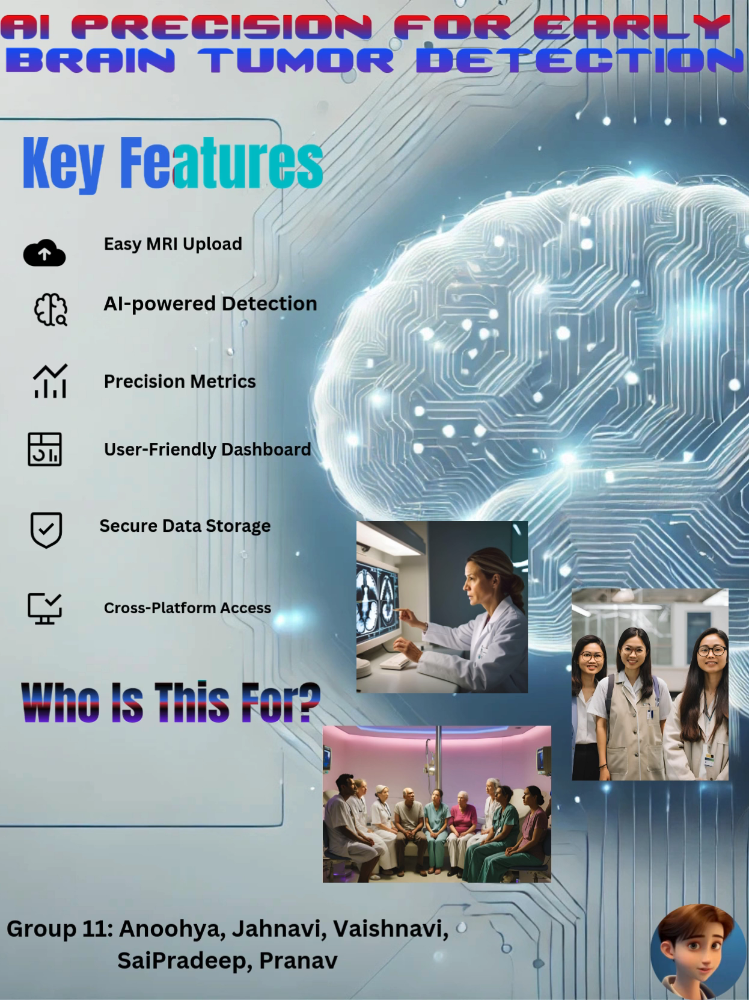 AI PRECISION FOR EARLY
BRAIN TUMOR DETECTION
Key Features
Easy MRI Upload
AI-powered Detection
Precision Metrics
User-Friendly Dashboard
Secure Data Storage
Cross-Platform Access
Who Is This For?
Group 11: Anoohya, Jahnavi, Vaishnavi,
SaiPradeep, Pranav